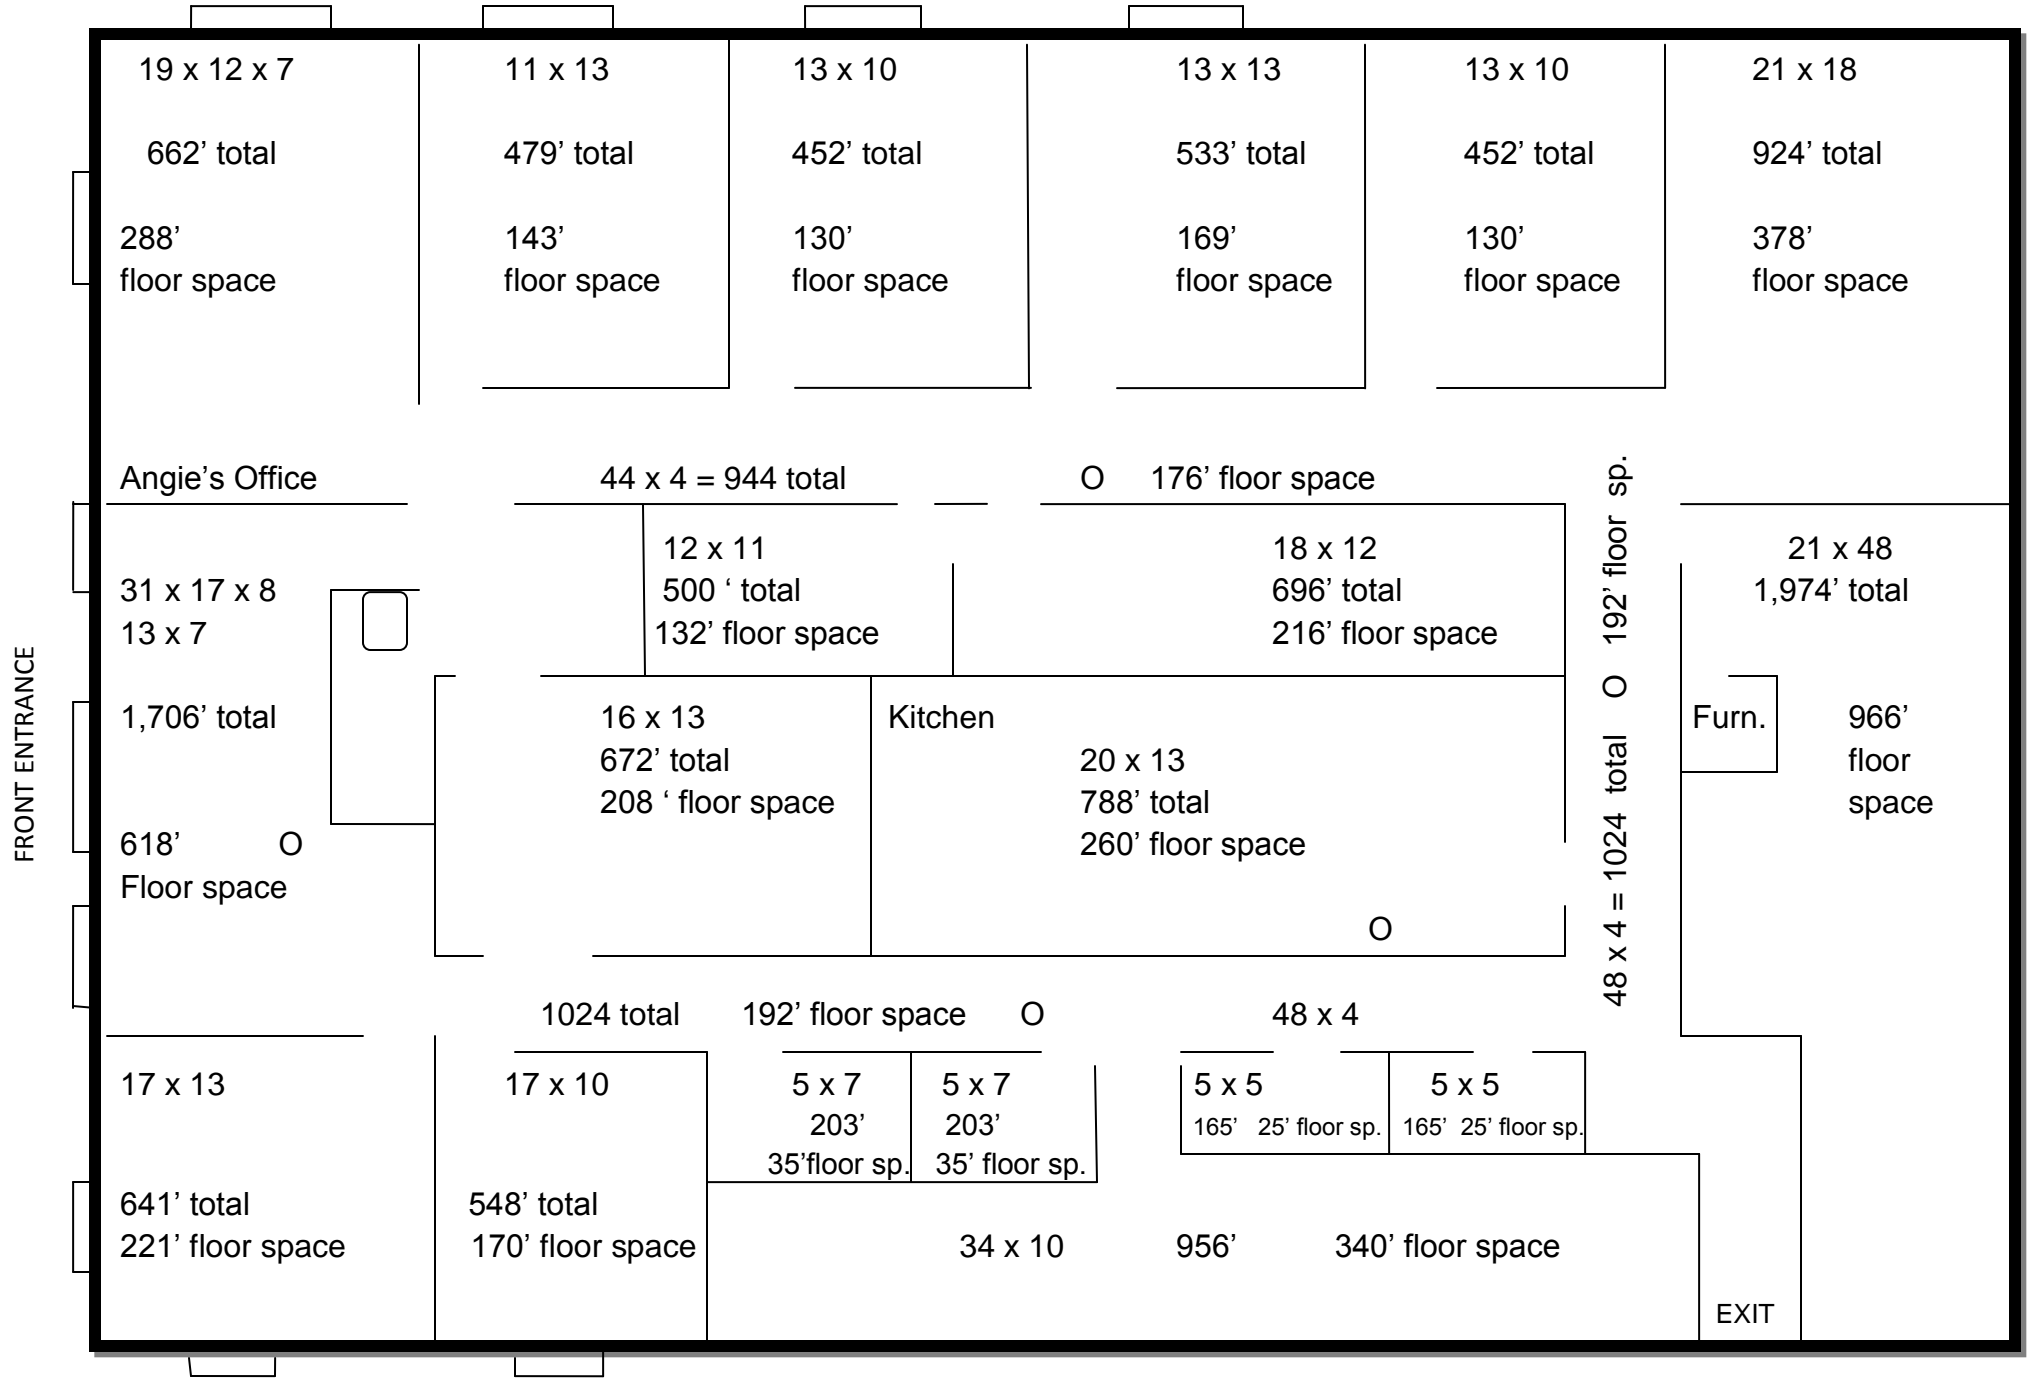 19 x 12 x 7
662’ total
288’
floor space
Angie’s Office
11 x 13
479’ total
143’
floor space
13 x 10
452’ total
130’
floor space
13 x 13
533’ total
169’
floor space
13 x 10
452’ total
130’
floor space
21 x 18
924’ total
378’
floor space
44 x 4 = 944 total O 176’ floor space
48 x 4 = 1024 total O 192’ floor sp.
FRONT ENTRANCE
31 x 17 x 8
13 x 7
1,706’ total
618’ O
Floor space
12 x 11
500 ‘ total
132’ floor space
18 x 12
696’ total
216’ floor space
21 x 48
1,974’ total
966’
floor
space
Furn.
16 x 13
672’ total
208 ‘ floor space
Kitchen
20 x 13
788’ total
260’ floor space
O
1024 total 192’ floor space O 48 x 4
17 x 13
641’ total
221’ floor space
17 x 10
548’ total
170’ floor space
5 x 7
203’
35’floor sp.
5 x 7
203’
35’ floor sp.
5 x 5
165’ 25’ floor sp.
5 x 5
165’ 25’ floor sp.
34 x 10 956’ 340’ floor space
EXIT